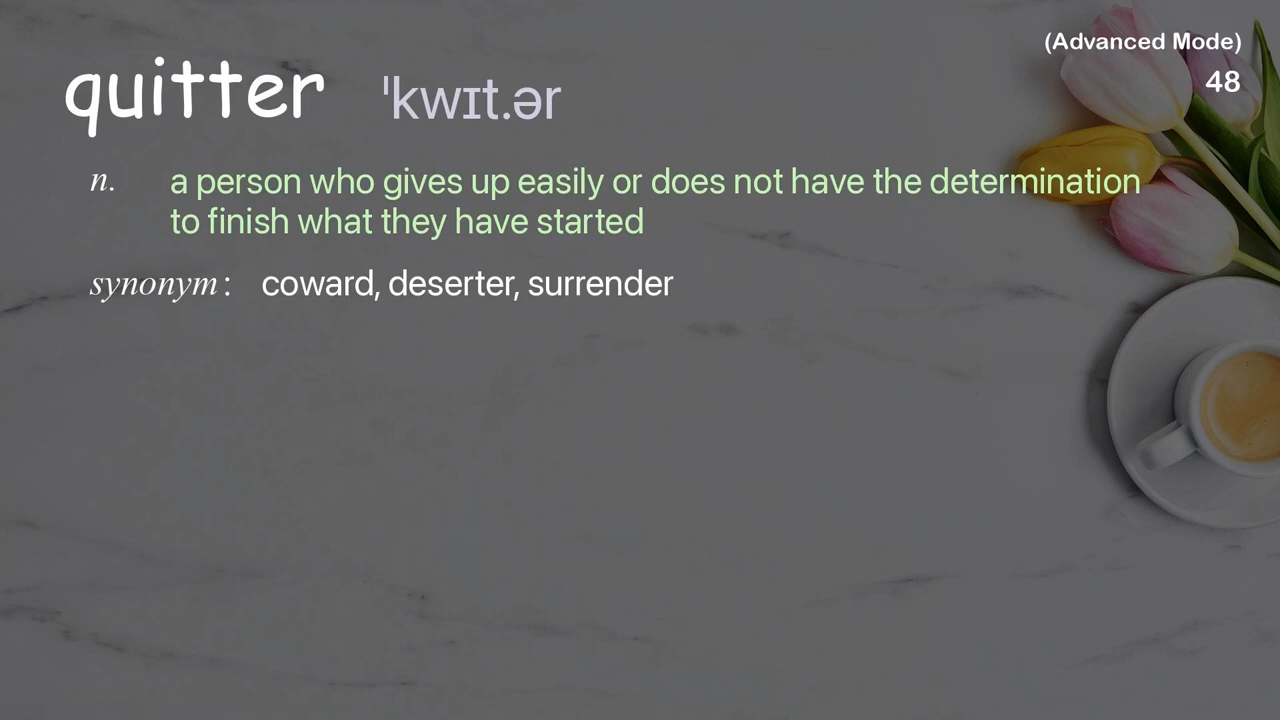 (Advanced Mode)
48
quitter ˈkwɪt.ər
n. a person who gives up easily or does not have the determination
to finish what they have started
synonym: coward, deserter, surrender